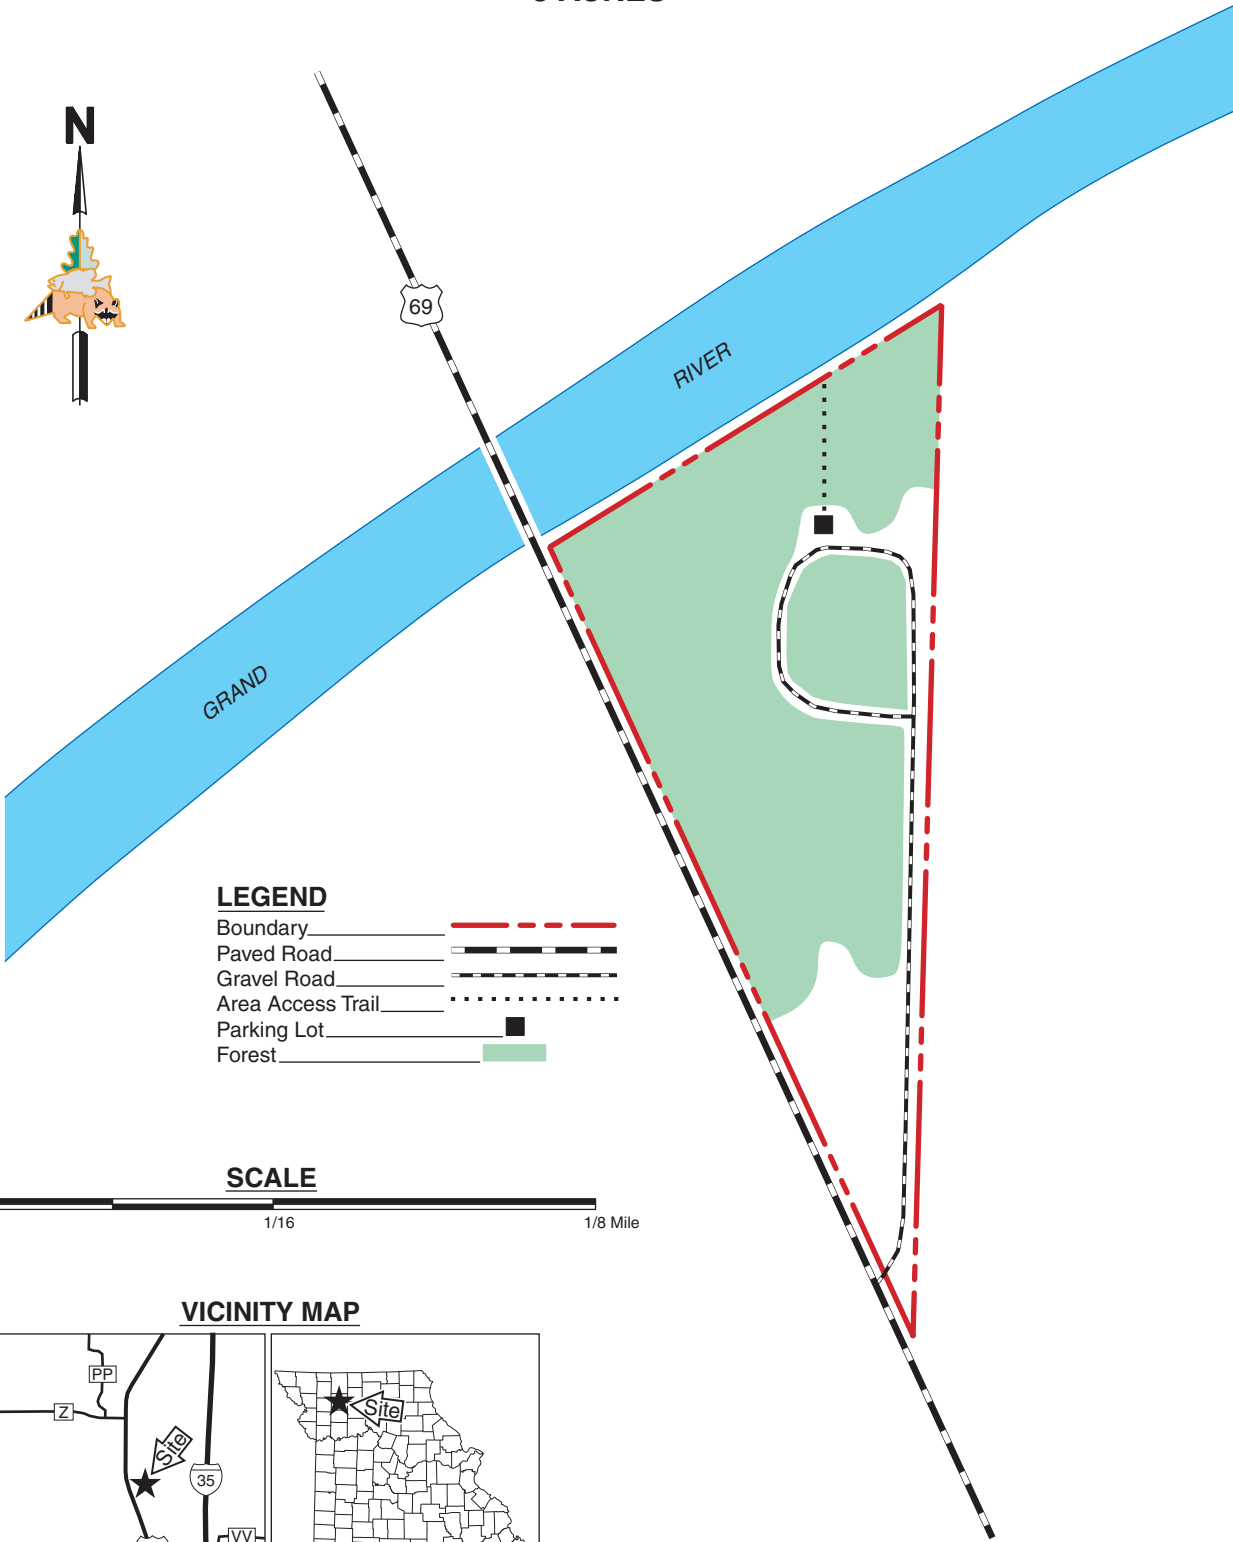 N
69
RIVER
GRAND
LEGEND
Boundary
Paved Road
Gravel Road
Area Access Trail
Parking Lot
Forest
SCALE
1/16
1/8 Mile
VICINITY MAP
PP
Z
Site
35
VV
Site